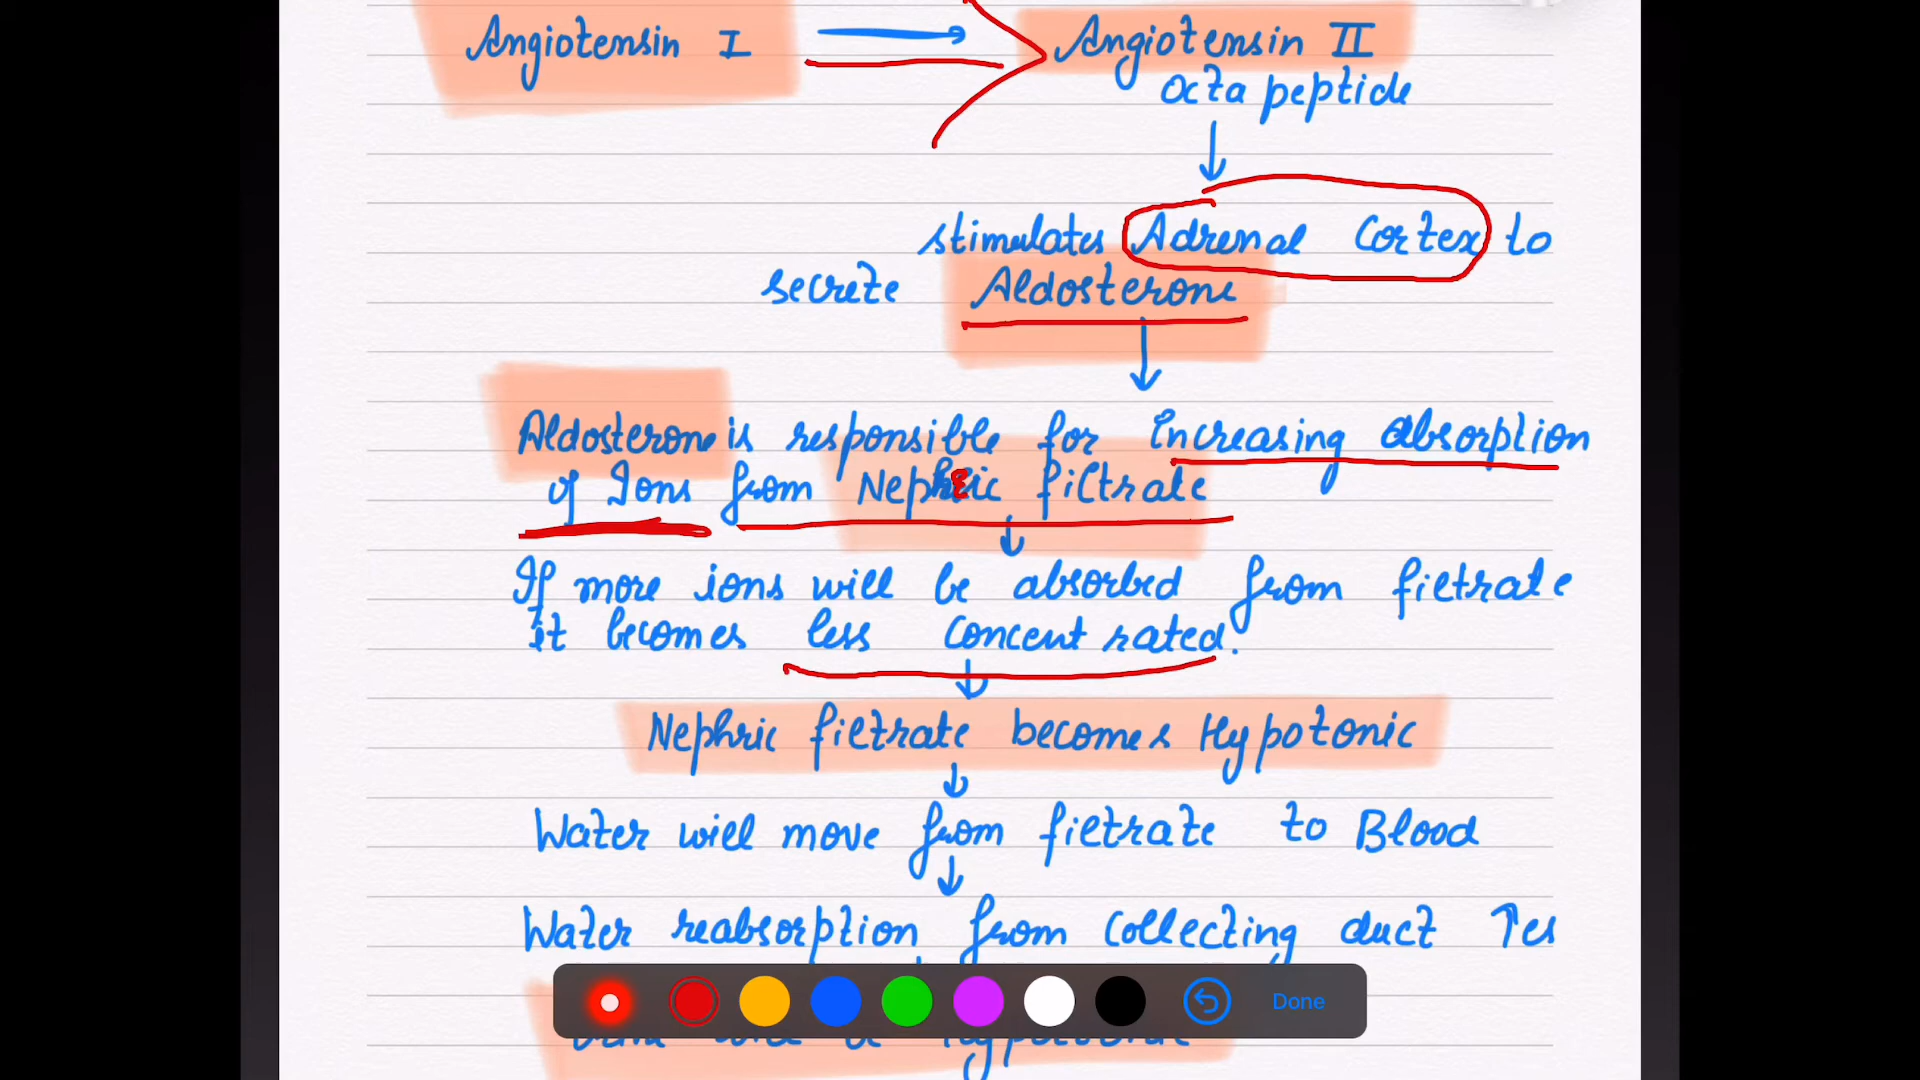 Angiotensin I → Angiotensin II
Octa peptide
stimulates Adrenal Cortex to
secrete Aldosterone
Aldosterone is responsible for Increasing absorption
of Ions from Nephric filtrate
If more ions will be absorbed from filtrate
it becomes less concentrated.
Nephric filtrate becomes Hypotonic
Water will move from filtrate to Blood
Water reabsorption from collecting duct ↑es
Done